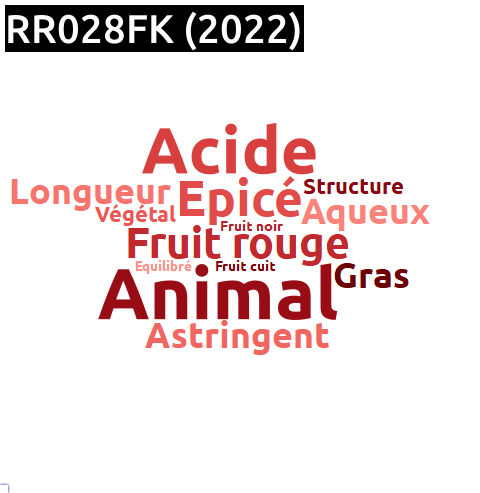 RR028FK (2022)
Acide
Longueur Epicé Structure
Végétal Aqueux
Fruit noir
Fruit rouge
Equilibré Fruit cuit
Animal Gras
Astringent